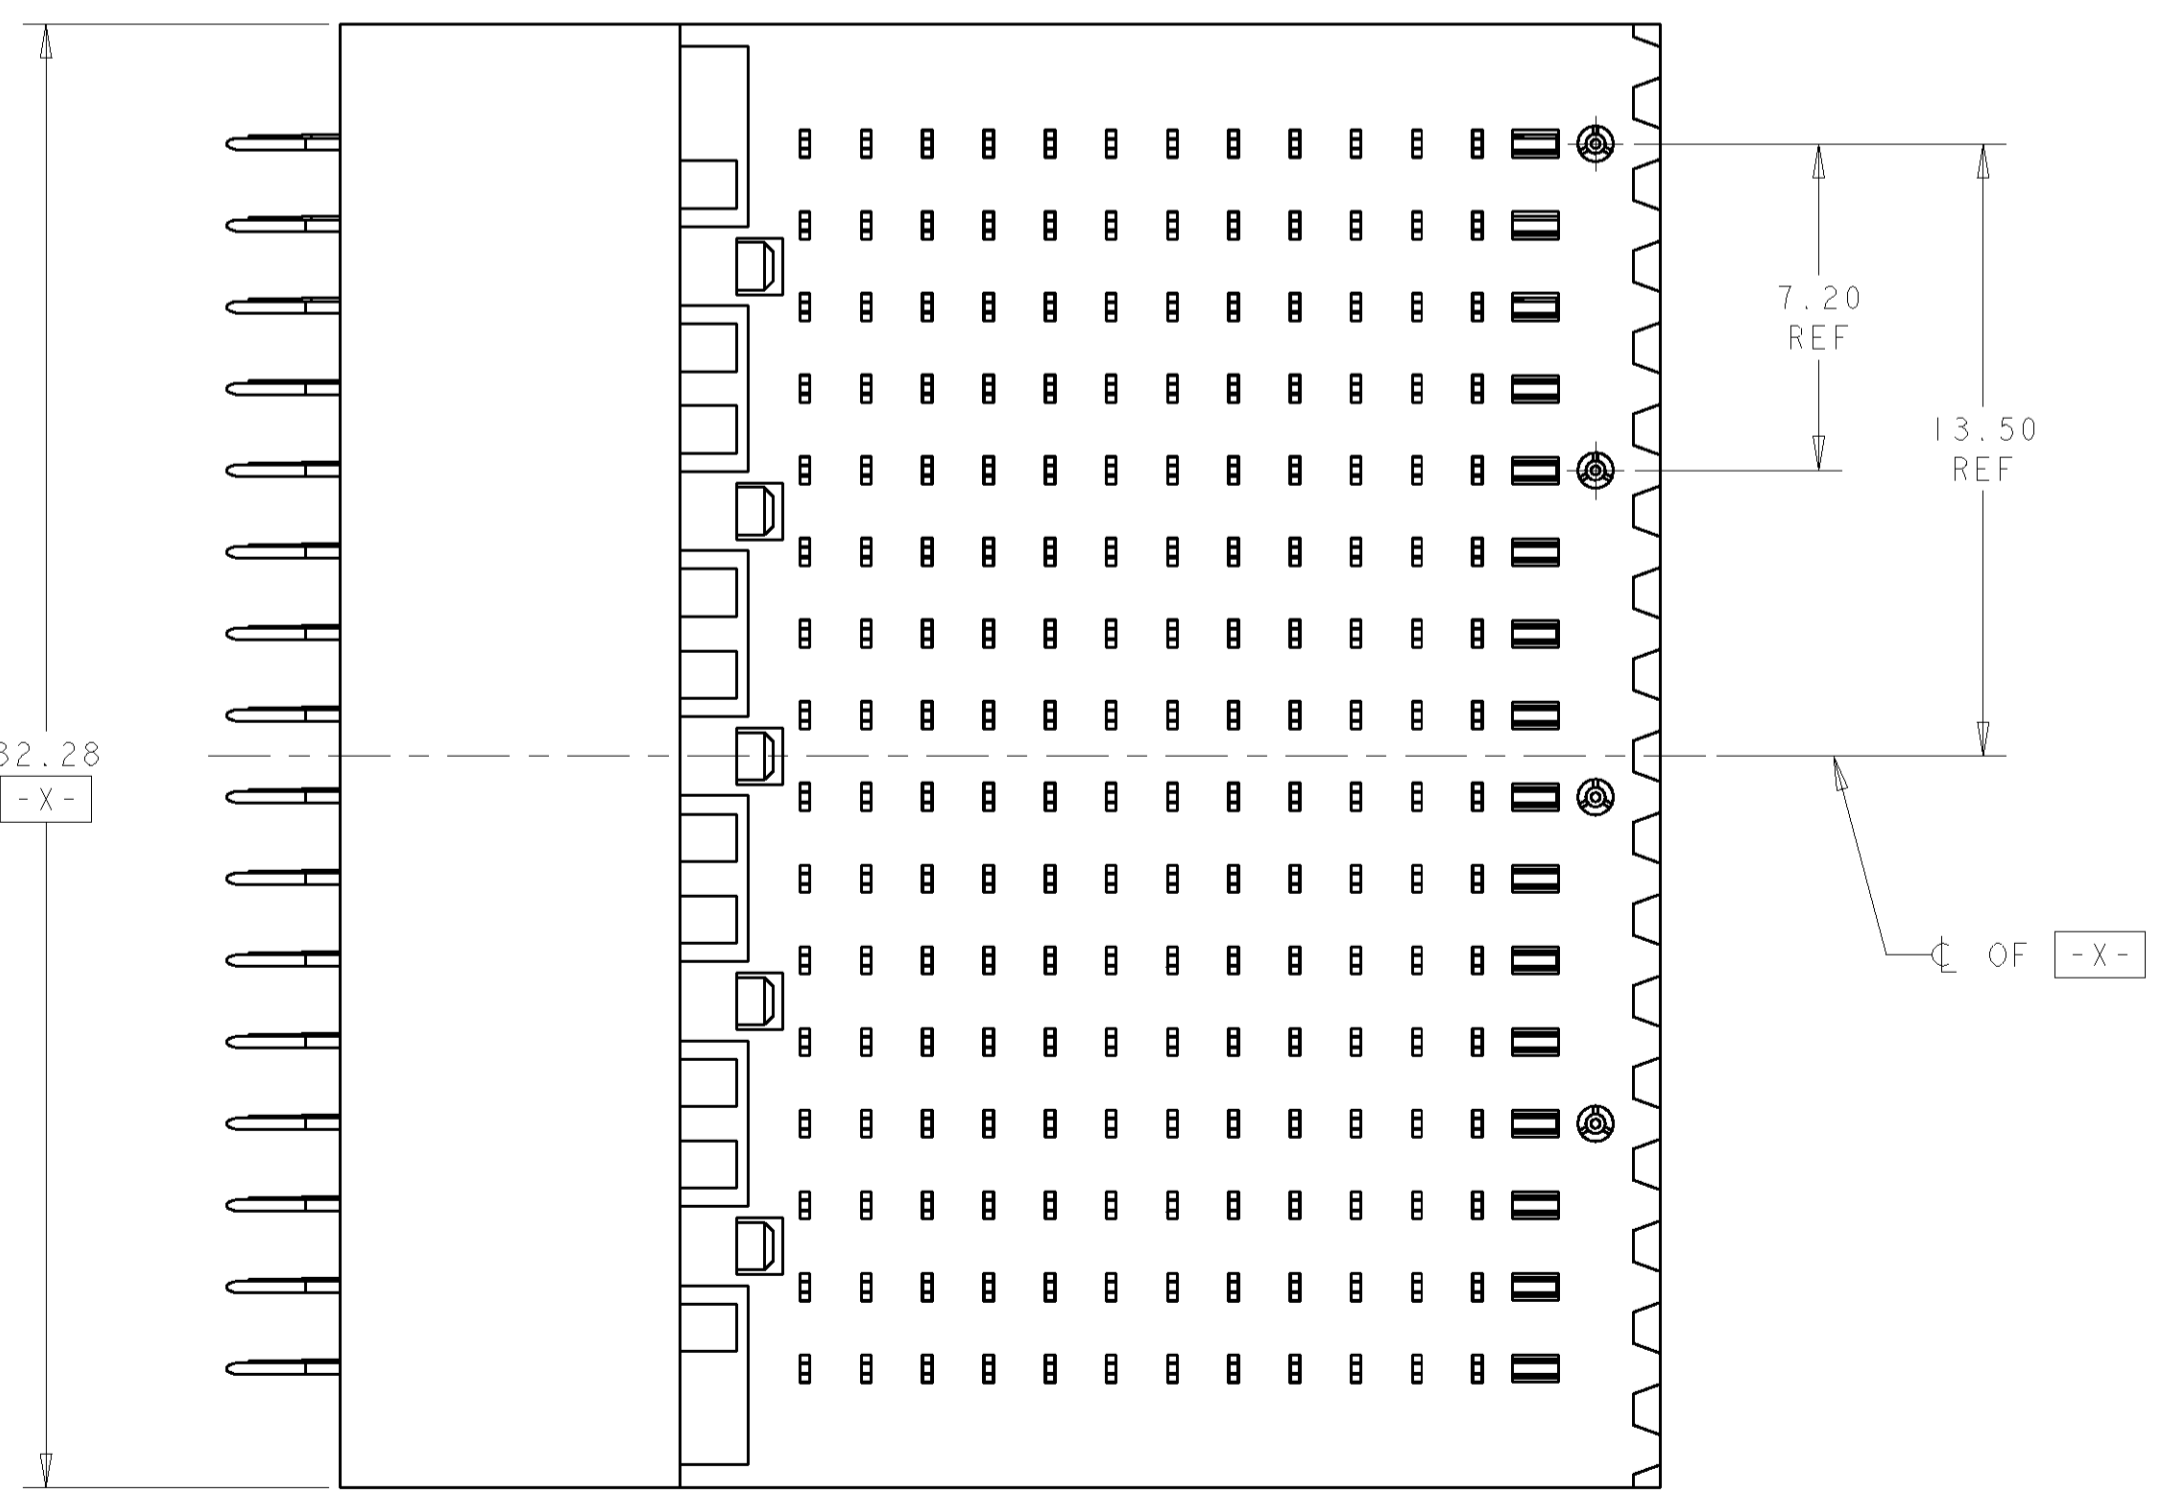 7.20
REF
13.50
REF
32.28
-X-
℄ OF -X-